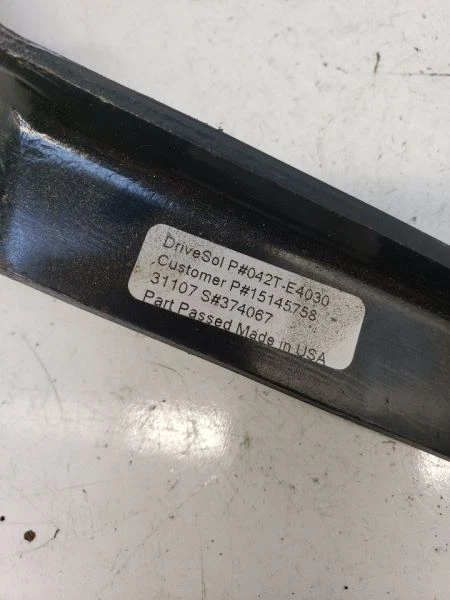 DriveSol P#042T-E4030
Customer P#15145758
31107 S#374067
Part Passed Made in USA